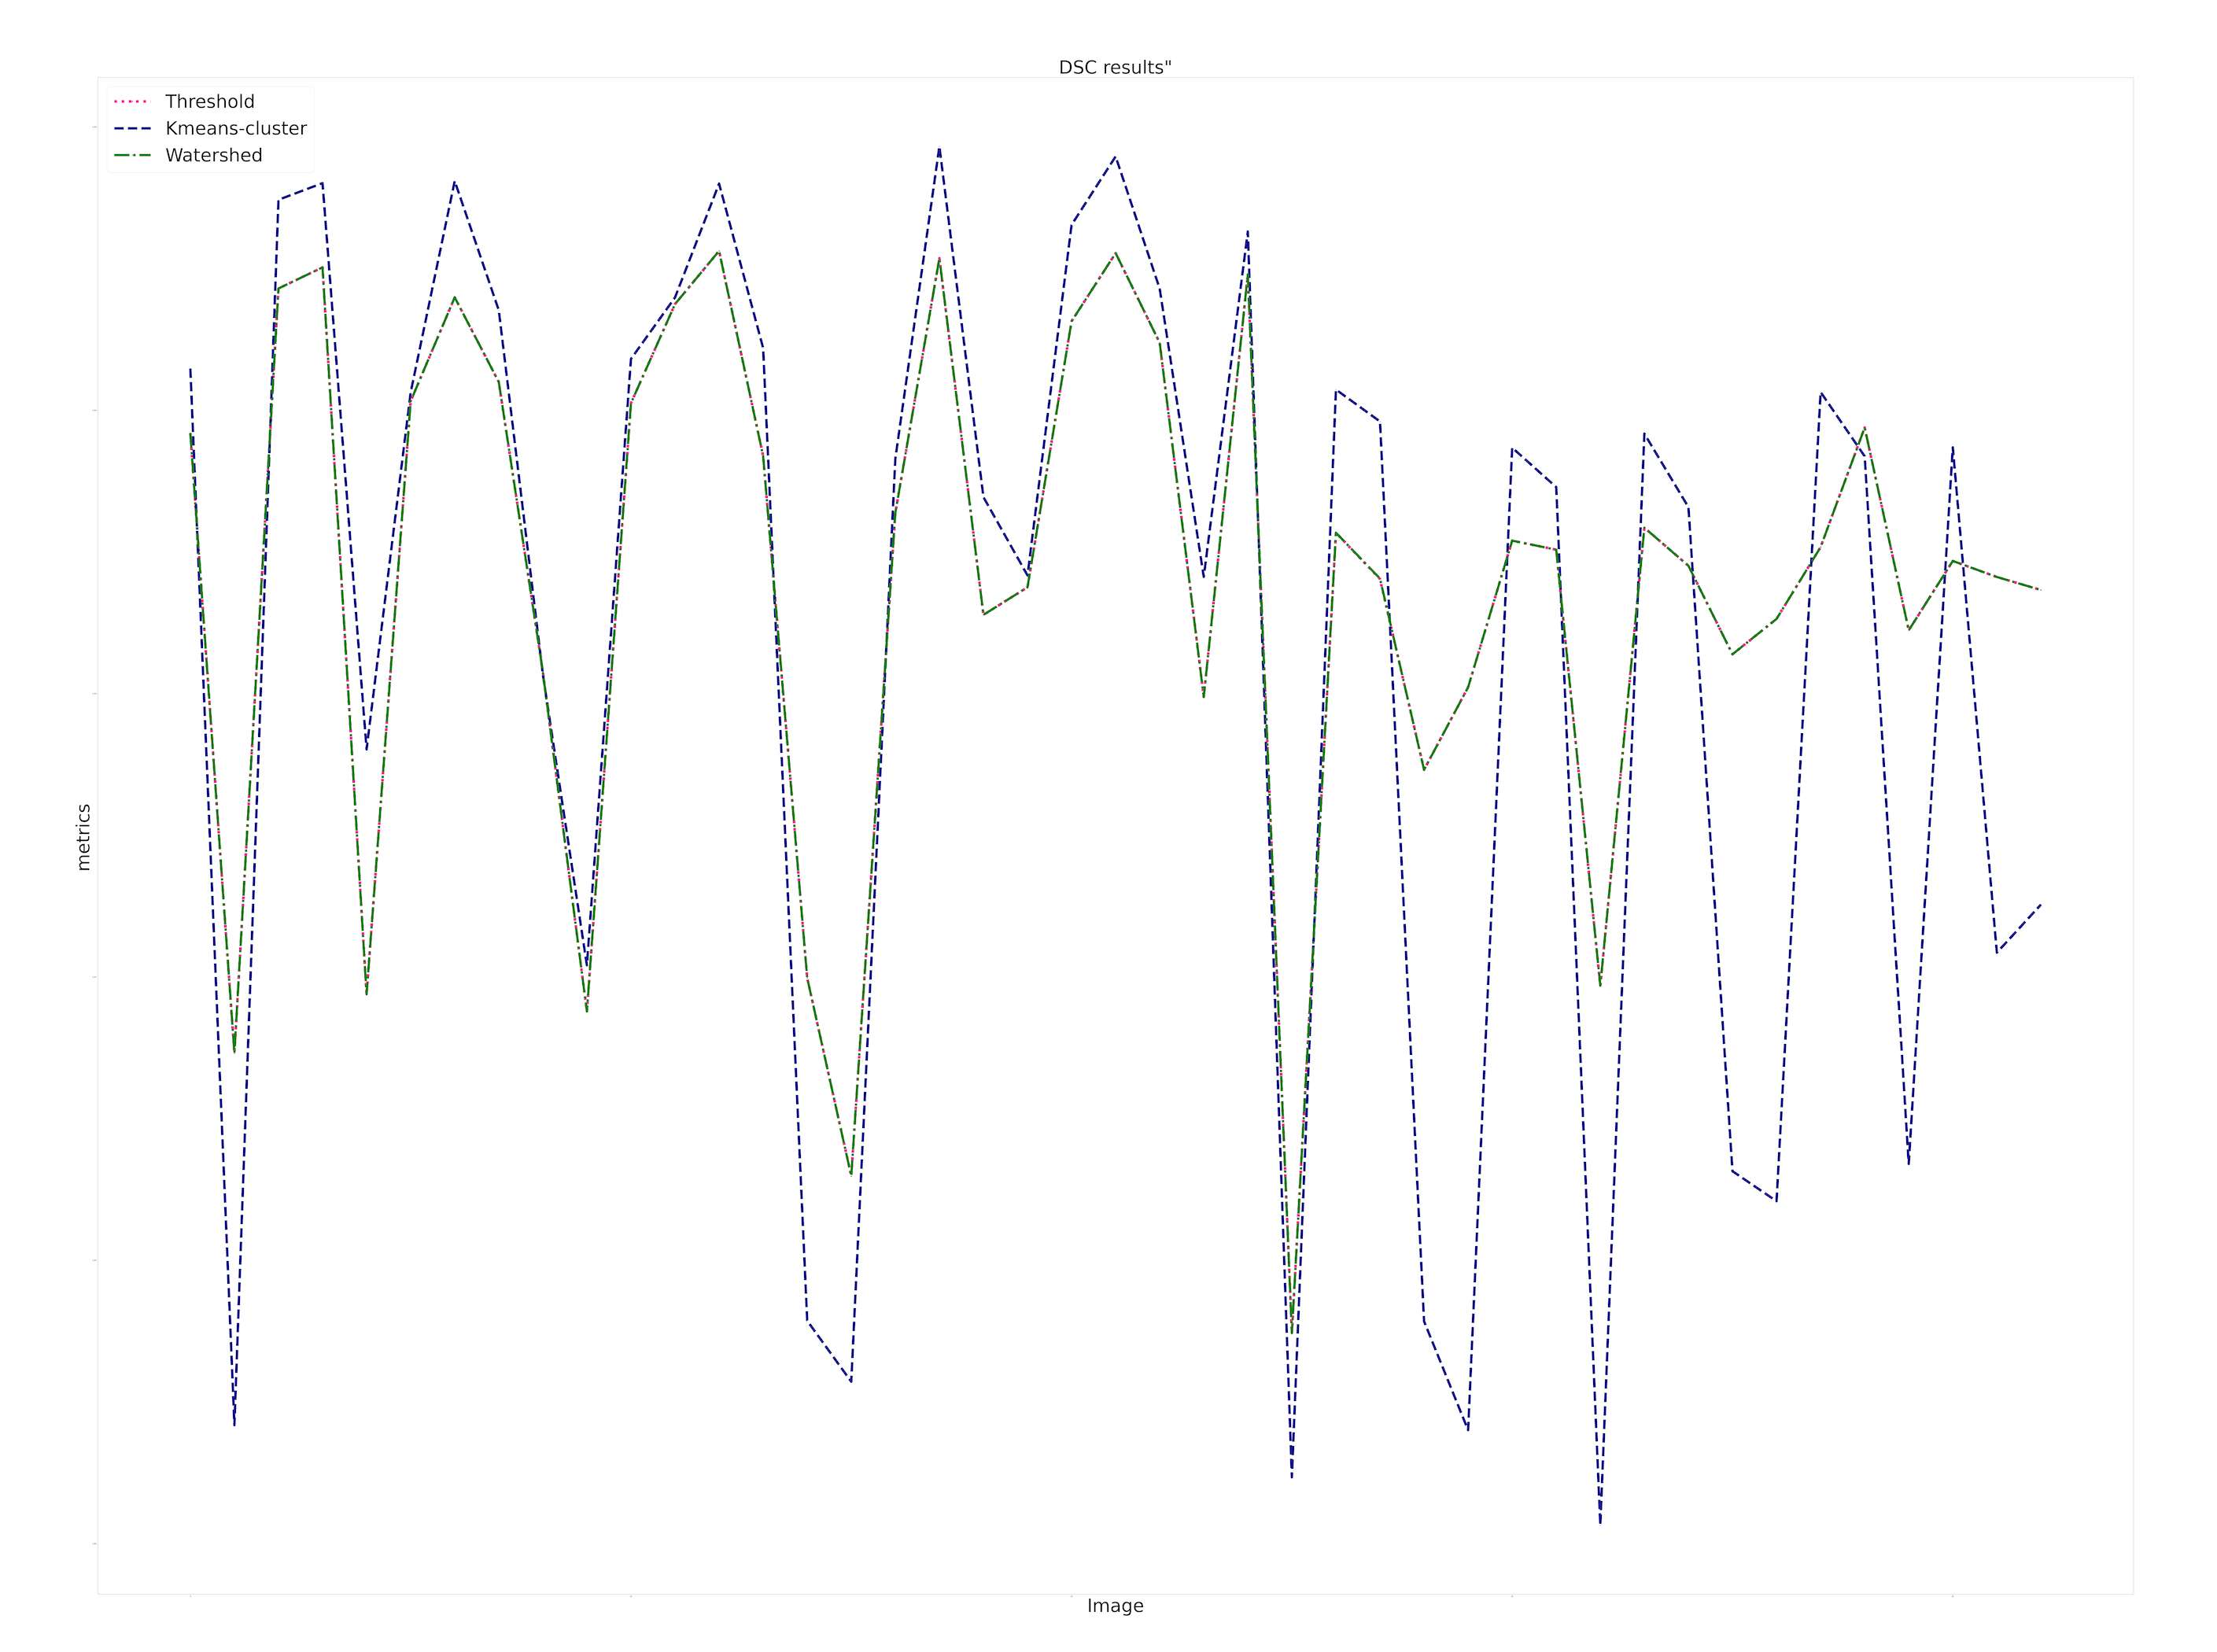 DSC results"
Threshold
Kmeans-cluster
Watershed
metrics
Image